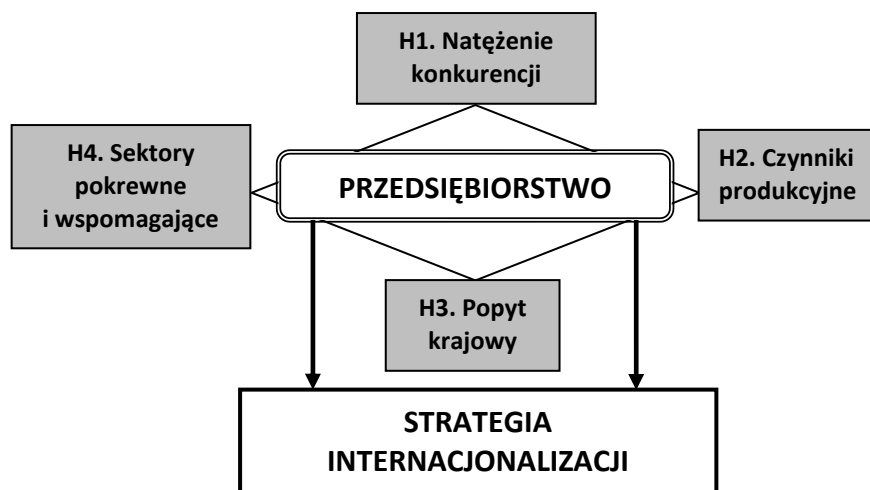 H1. Natężenie
konkurencji
H4. Sektory
pokrewne
i wspomagające
PRZEDSIĘBIORSTWO
H2. Czynniki
produkcyjne
H3. Popyt
krajowy
STRATEGIA
INTERNACJONALIZACJI